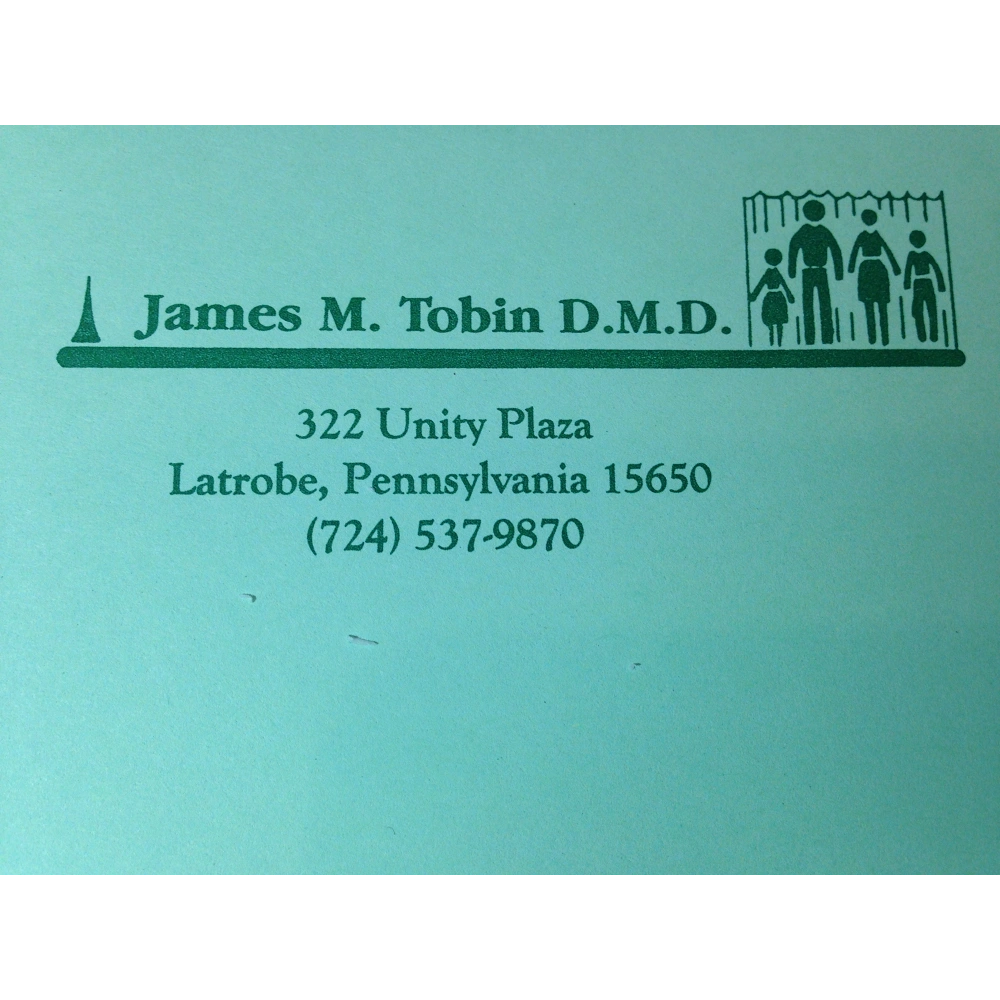 James M. Tobin D.M.D.
322 Unity Plaza
Latrobe, Pennsylvania 15650
(724) 537-9870